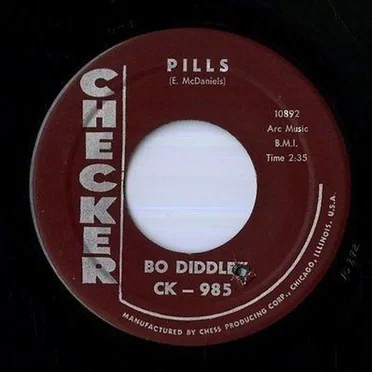 PILLS
(E. McDaniels)
CHECKER
10892
Arc Music
B.M.I.
Time 2:35
BO DIDDLEY
CK - 985
MANUFACTURED BY CHESS PRODUCING CORP., CHICAGO, ILLINOIS, U.S.A.